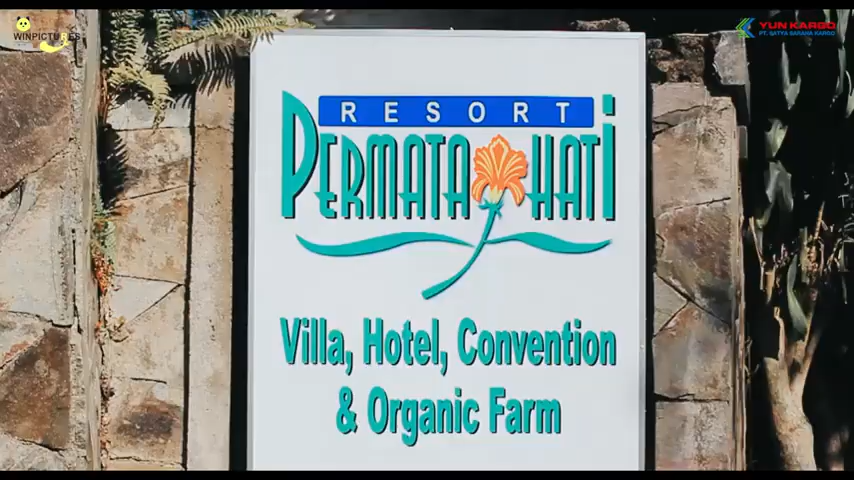 WINPICTURES
YUN KARGO
PT. SATYA SARANA KARGO
RESORT
PERMATA HATI
Villa, Hotel, Convention
& Organic Farm